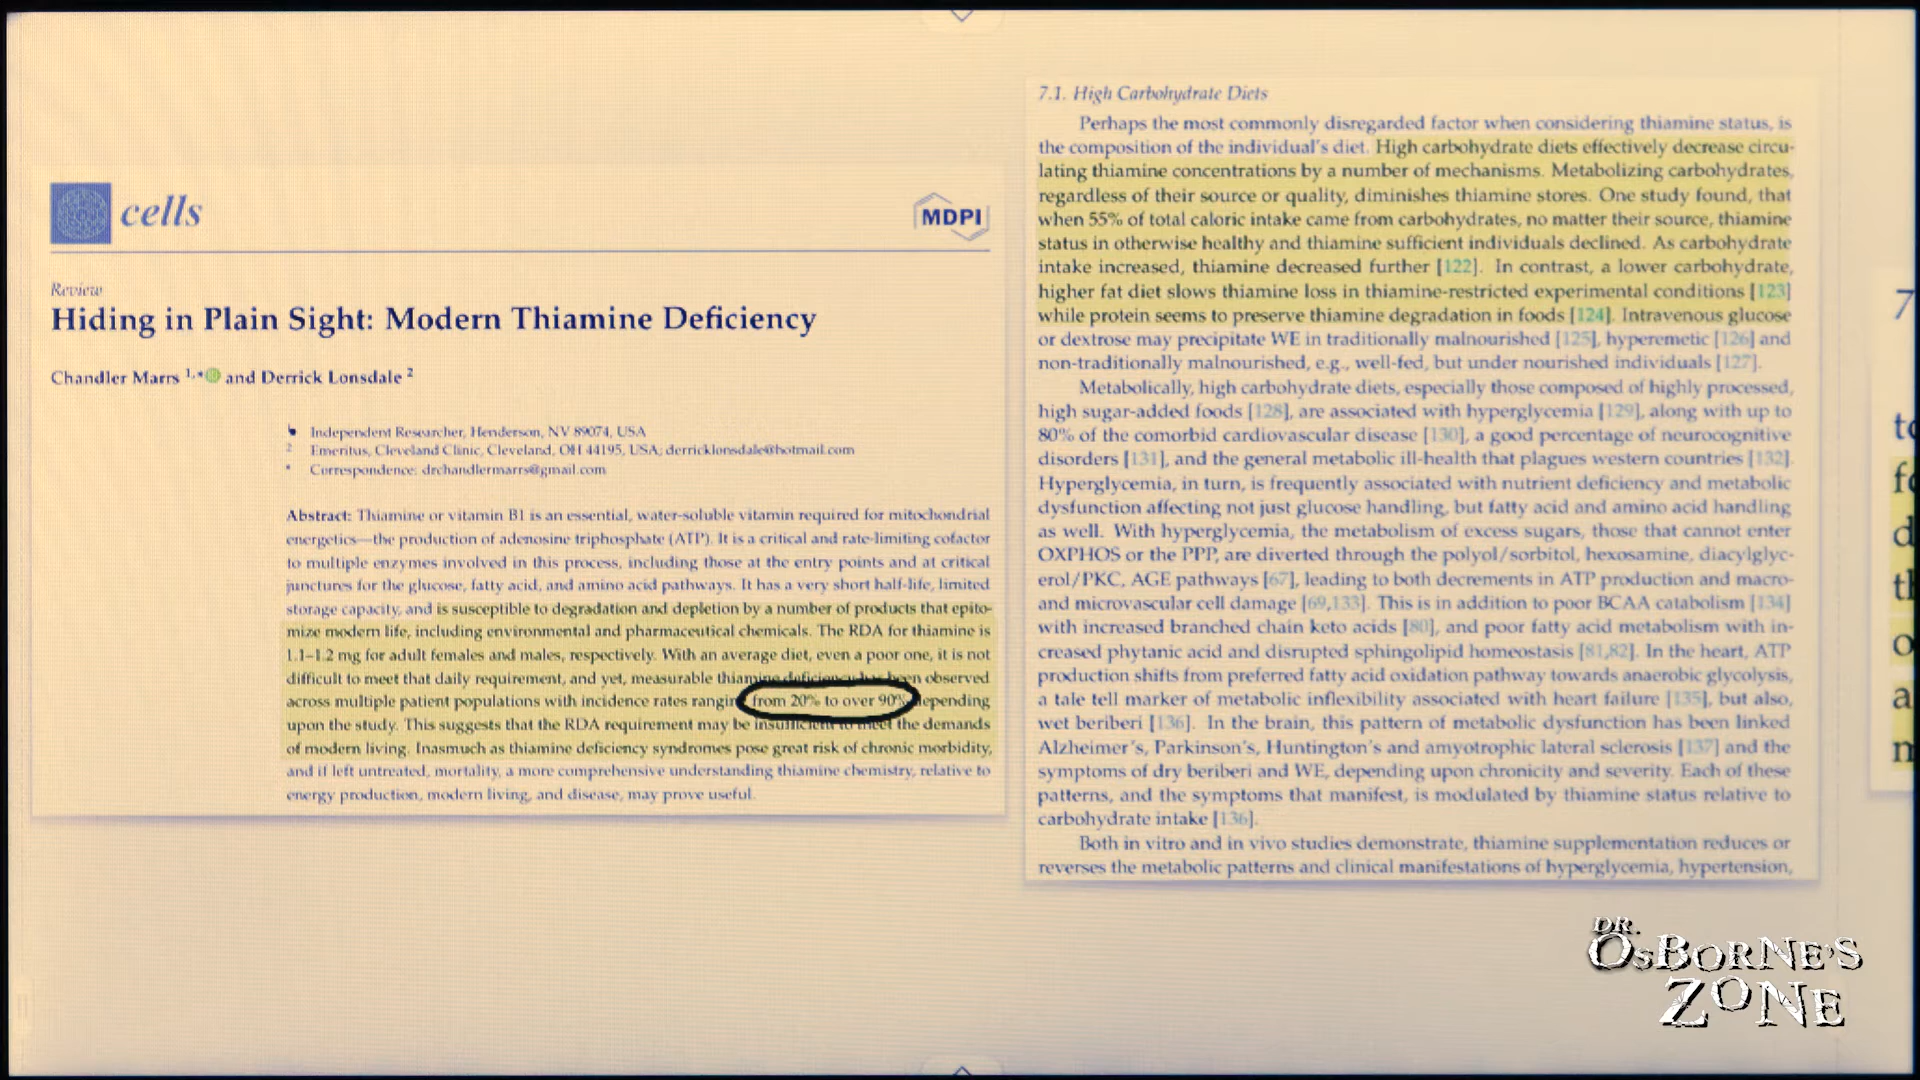 cells
MDPI
Review
Hiding in Plain Sight: Modern Thiamine Deficiency
Chandler Marrs 1,* and Derrick Lonsdale 2
Independent Researcher, Henderson, NV 89074, USA
2 Emeritus, Cleveland Clinic, Cleveland, OH 44195, USA; derricklonsdale@hotmail.com
* Correspondence: drchandlermarrs@gmail.com
Abstract: Thiamine or vitamin B1 is an essential, water-soluble vitamin required for mitochondrial
energetics—the production of adenosine triphosphate (ATP). It is a critical and rate-limiting cofactor
to multiple enzymes involved in this process, including those at the entry points and at critical
junctures for the glucose, fatty acid, and amino acid pathways. It has a very short half-life, limited
storage capacity, and is susceptible to degradation and depletion by a number of products that epito-
mize modern life, including environmental and pharmaceutical chemicals. The RDA for thiamine is
1.1–1.2 mg for adult females and males, respectively. With an average diet, even a poor one, it is not
difficult to meet that daily requirement, and yet, measurable thiamine deficiency has been observed
across multiple patient populations with incidence rates ranging from 20% to over 90% depending
upon the study. This suggests that the RDA requirement may be insufficient to meet the demands
of modern living. Inasmuch as thiamine deficiency syndromes pose great risk of chronic morbidity,
and if left untreated, mortality, a more comprehensive understanding thiamine chemistry, relative to
energy production, modern living, and disease, may prove useful.
7.1. High Carbohydrate Diets
Perhaps the most commonly disregarded factor when considering thiamine status, is
the composition of the individual's diet. High carbohydrate diets effectively decrease circu-
lating thiamine concentrations by a number of mechanisms. Metabolizing carbohydrates,
regardless of their source or quality, diminishes thiamine stores. One study found, that
when 55% of total caloric intake came from carbohydrates, no matter their source, thiamine
status in otherwise healthy and thiamine sufficient individuals declined. As carbohydrate
intake increased, thiamine decreased further [122]. In contrast, a lower carbohydrate,
higher fat diet slows thiamine loss in thiamine-restricted experimental conditions [123]
while protein seems to preserve thiamine degradation in foods [124]. Intravenous glucose
or dextrose may precipitate WE in traditionally malnourished [125], hyperemetic [126] and
non-traditionally malnourished, e.g., well-fed, but under nourished individuals [127].
Metabolically, high carbohydrate diets, especially those composed of highly processed,
high sugar-added foods [128], are associated with hyperglycemia [129], along with up to
80% of the comorbid cardiovascular disease [130], a good percentage of neurocognitive
disorders [131], and the general metabolic ill-health that plagues western countries [132].
Hyperglycemia, in turn, is frequently associated with nutrient deficiency and metabolic
dysfunction affecting not just glucose handling, but fatty acid and amino acid handling
as well. With hyperglycemia, the metabolism of excess sugars, those that cannot enter
OXPHOS or the PPP, are diverted through the polyol/sorbitol, hexosamine, diacylglyc-
erol/PKC, AGE pathways [67], leading to both decrements in ATP production and macro-
and microvascular cell damage [69,133]. This is in addition to poor BCAA catabolism [134]
with increased branched chain keto acids [80], and poor fatty acid metabolism with in-
creased phytanic acid and disrupted sphingolipid homeostasis [81,82]. In the heart, ATP
production shifts from preferred fatty acid oxidation pathway towards anaerobic glycolysis,
a tale tell marker of metabolic inflexibility associated with heart failure [135], but also,
wet beriberi [136]. In the brain, this pattern of metabolic dysfunction has been linked
Alzheimer's, Parkinson's, Huntington's and amyotrophic lateral sclerosis [137] and the
symptoms of dry beriberi and WE, depending upon chronicity and severity. Each of these
patterns, and the symptoms that manifest, is modulated by thiamine status relative to
carbohydrate intake [136].
Both in vitro and in vivo studies demonstrate, thiamine supplementation reduces or
reverses the metabolic patterns and clinical manifestations of hyperglycemia, hypertension,
DR.
OSBORNE'S
ZONE